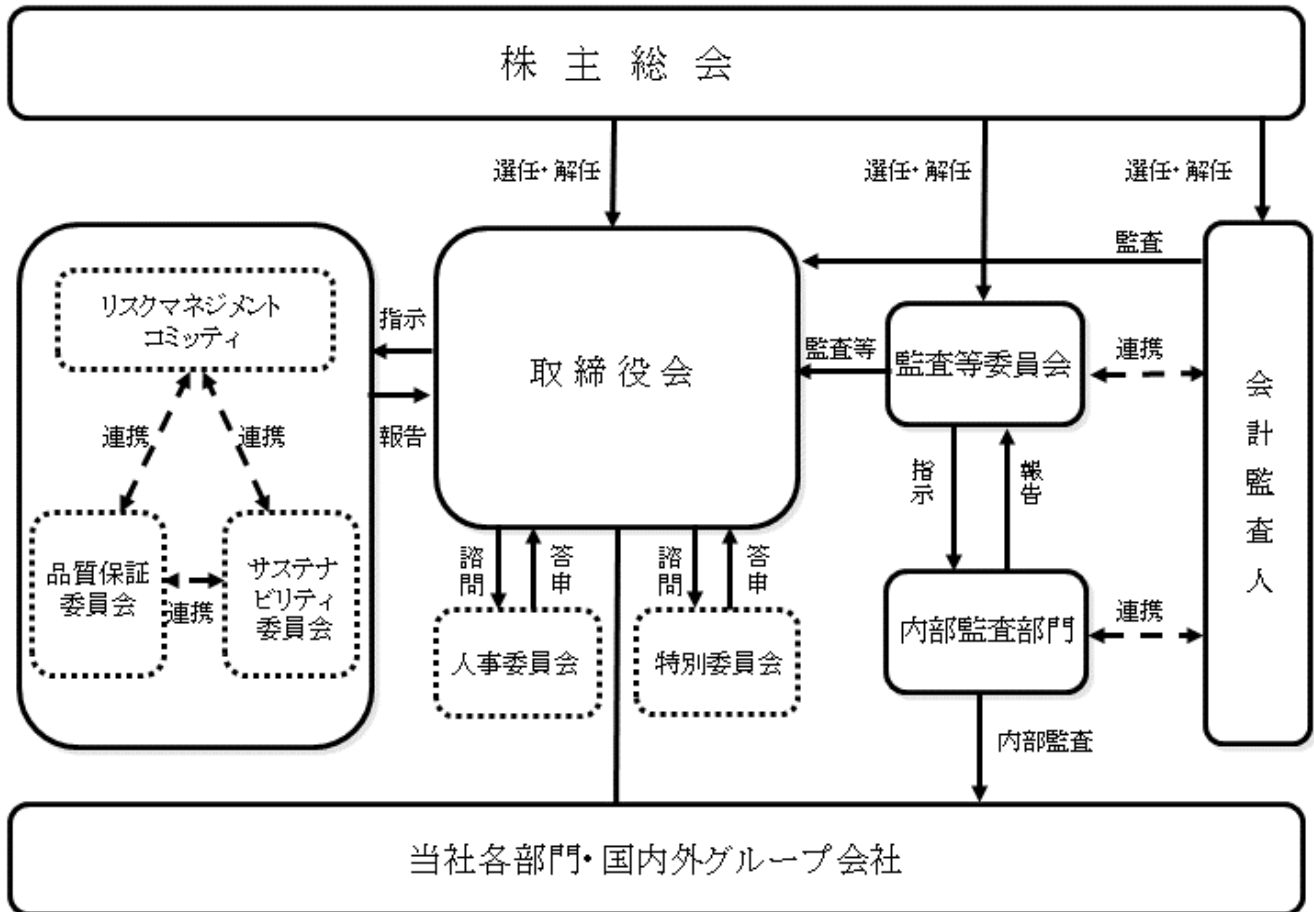 株主総会
選任・解任
選任・解任
選任・解任
リスクマネジメント
コミッティ
連携
連携
品質保証
委員会
連携
サステナ
ビリティ
委員会
指示
報告
取締役会
監査
監査等
監査等委員会
連携
会計監査人
指示
報告
諮問
答申
諮問
答申
人事委員会
特別委員会
内部監査部門
連携
内部監査
当社各部門・国内外グループ会社